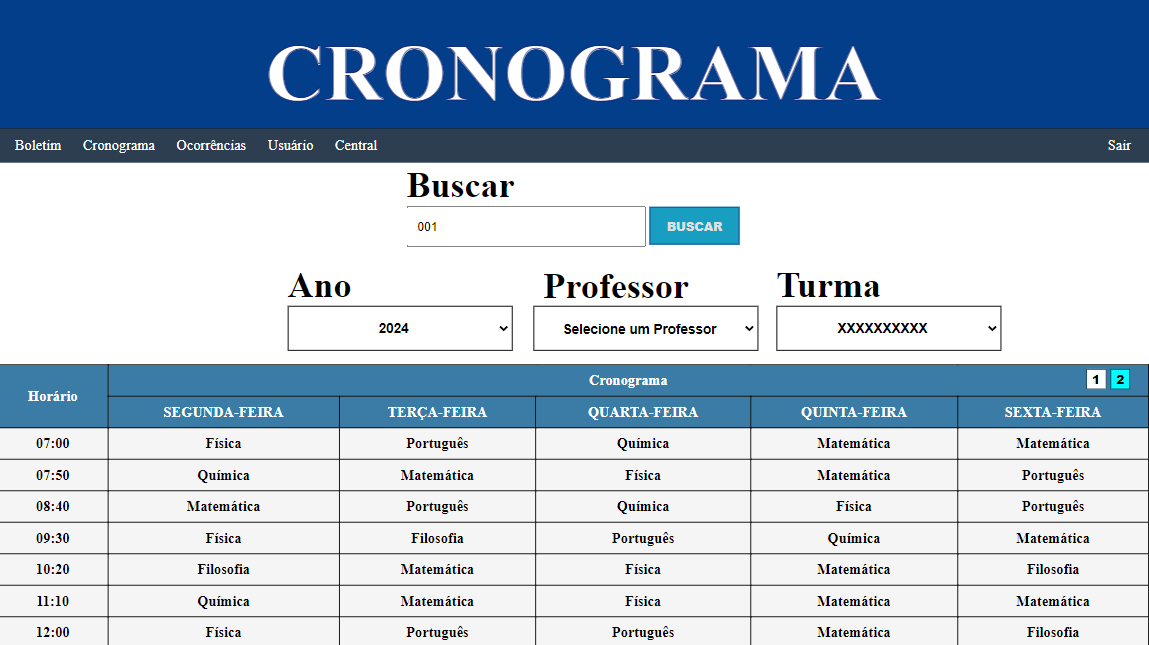 CRONOGRAMA
Boletim Cronograma Ocorrências Usuário Central Sair
Buscar
001 BUSCAR
Ano Professor Turma
2024 Selecione um Professor XXXXXXXXXX
Horário Cronograma 1 2
SEGUNDA-FEIRA TERÇA-FEIRA QUARTA-FEIRA QUINTA-FEIRA SEXTA-FEIRA
07:00 Física Português Química Matemática Matemática
07:50 Química Matemática Física Matemática Português
08:40 Matemática Português Química Física Português
09:30 Física Filosofia Português Química Matemática
10:20 Filosofia Matemática Física Matemática Filosofia
11:10 Química Matemática Física Matemática Matemática
12:00 Física Português Português Matemática Filosofia